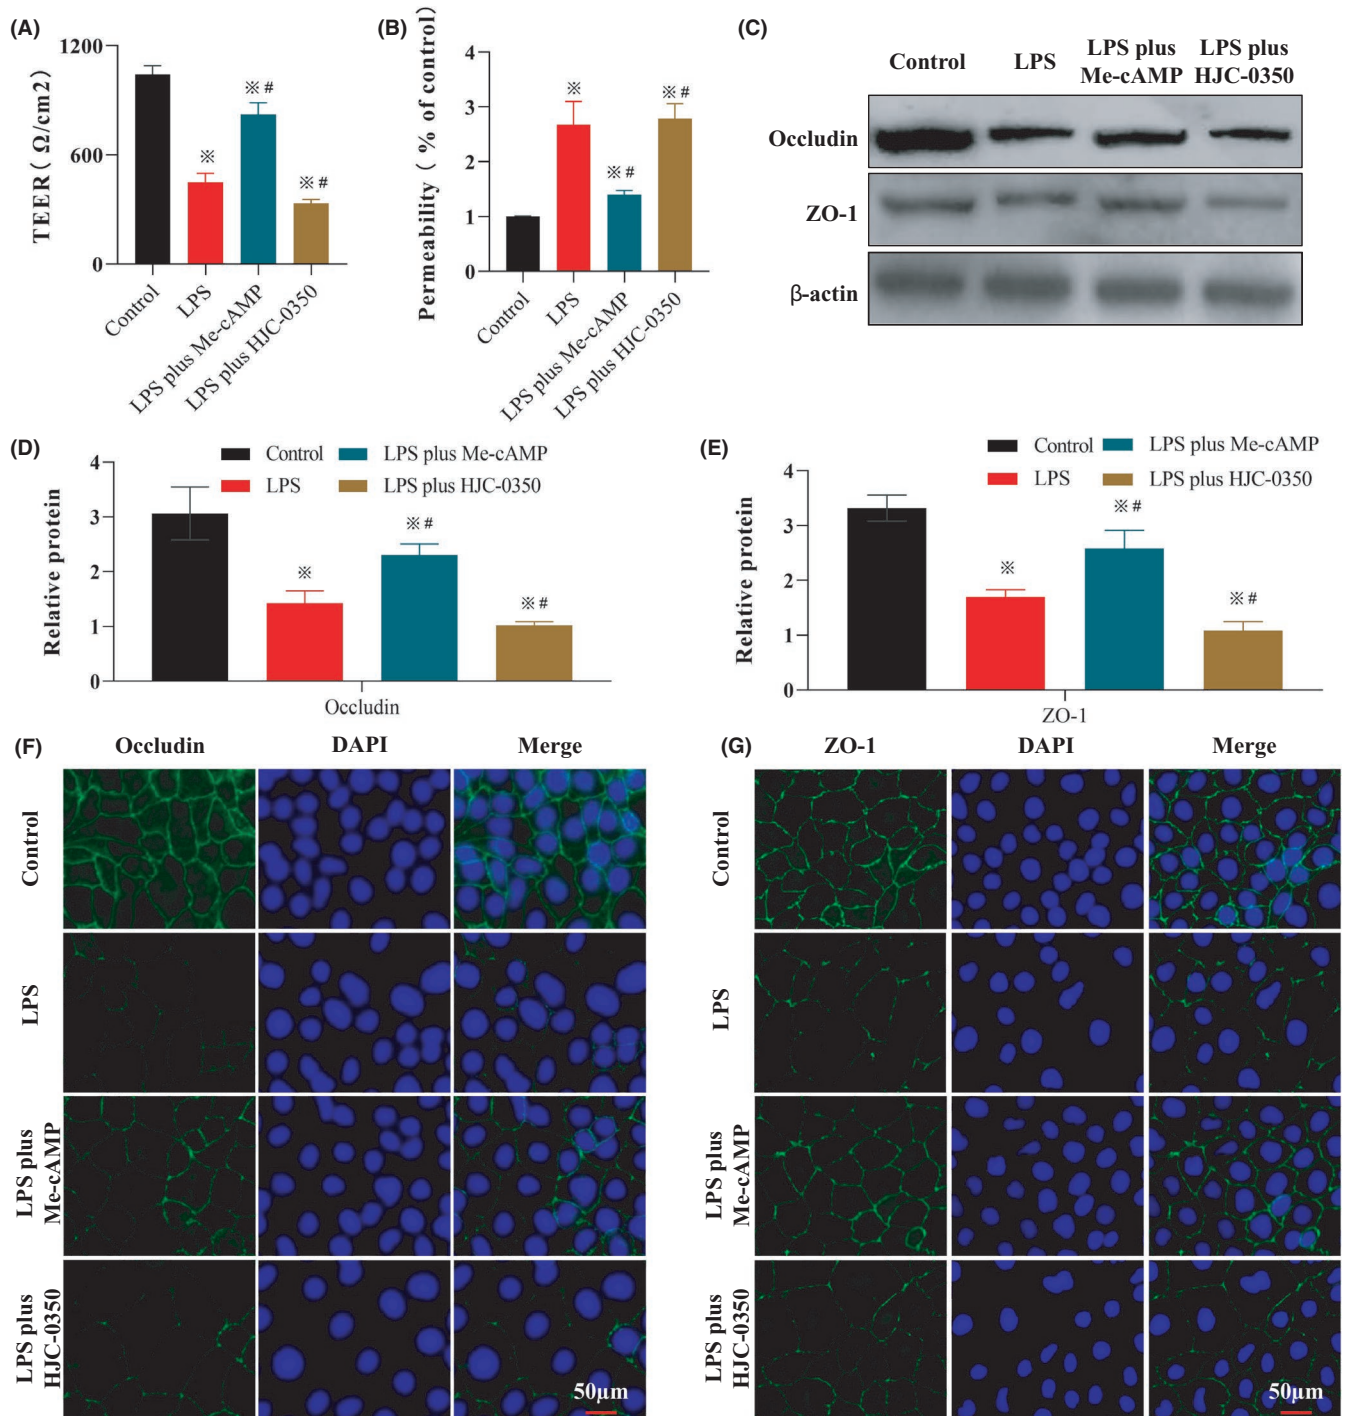 (A)
TEER( Ω/cm2)
1200
600
0
※
※ #
※ #
Control
LPS
LPS plus Me-cAMP
LPS plus HJC-0350
(B)
Permeability ( % of control)
4
3
2
1
0
※
※ #
※ #
Control
LPS
LPS plus Me-cAMP
LPS plus HJC-0350
(C)
Control
LPS
LPS plus
Me-cAMP
LPS plus
HJC-0350
Occludin
ZO-1
β-actin
(D)
Control
LPS plus Me-cAMP
LPS
LPS plus HJC-0350
Relative protein
4
3
2
1
0
※
※ #
※ #
Occludin
(E)
Control
LPS plus Me-cAMP
LPS
LPS plus HJC-0350
Relative protein
4
3
2
1
0
※
※ #
※ #
ZO-1
(F)
Occludin
DAPI
Merge
Control
LPS
LPS plus
Me-cAMP
LPS plus
HJC-0350
50μm
(G)
ZO-1
DAPI
Merge
Control
LPS
LPS plus
Me-cAMP
LPS plus
HJC-0350
50μm